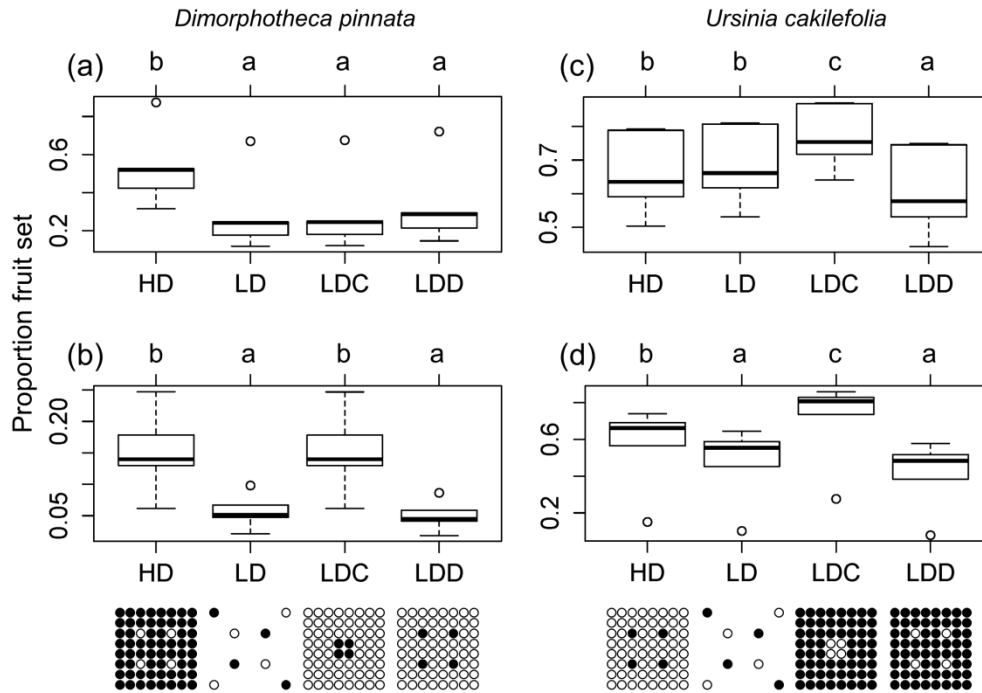 Dimorphotheca pinnata
Ursinia cakilefolia
Proportion fruit set
(a) b a a a
0.6
0.2
HD LD LDC LDD
(c) b b c a
0.7
0.5
HD LD LDC LDD
(b) b a b a
0.20
0.05
HD LD LDC LDD
(d) b a c a
0.6
0.2
HD LD LDC LDD